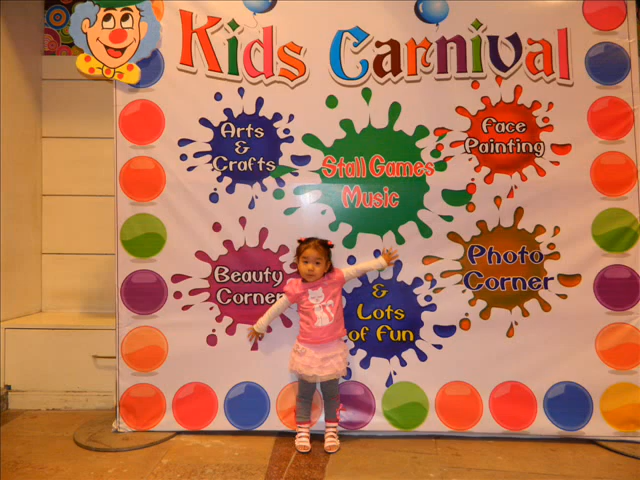 Kids Carnival
Arts
&
Crafts
Stall Games
Music
Face
Painting
Beauty
Corner
& Lots
of Fun
Photo
Corner